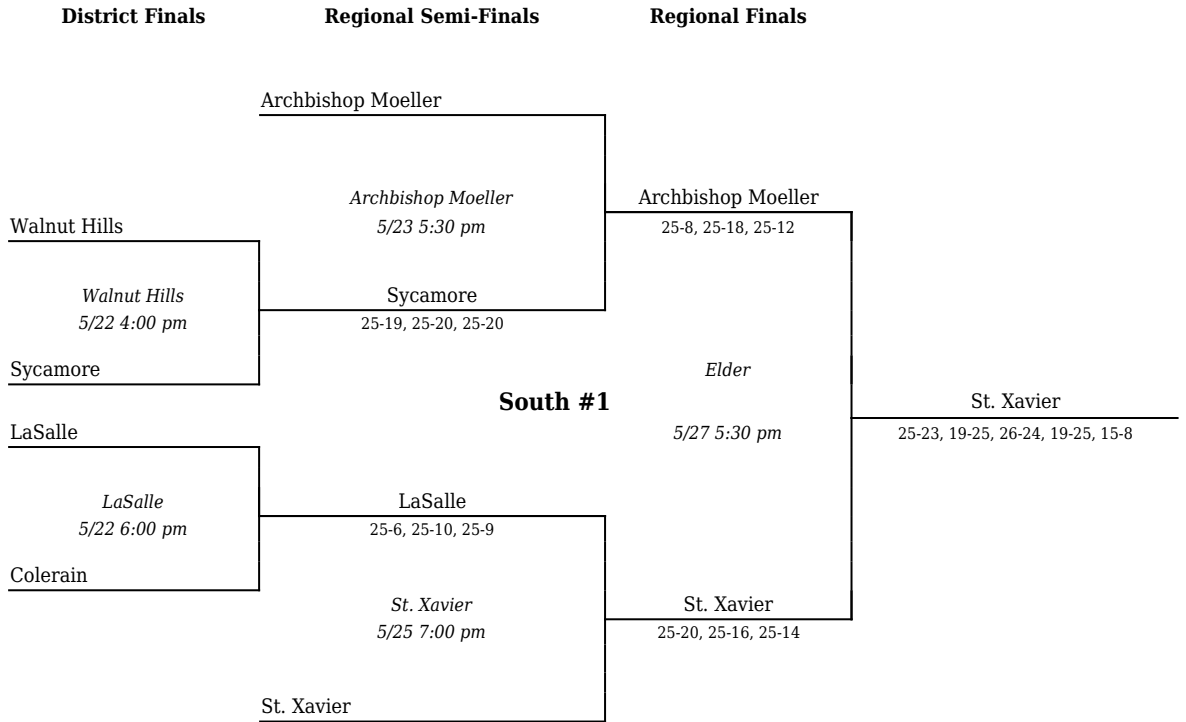 District Finals
Regional Semi-Finals
Regional Finals
Archbishop Moeller
Archbishop Moeller
5/23 5:30 pm
Archbishop Moeller
25-8, 25-18, 25-12
Walnut Hills
Walnut Hills
5/22 4:00 pm
Sycamore
25-19, 25-20, 25-20
Sycamore
Elder
5/27 5:30 pm
South #1
St. Xavier
25-23, 19-25, 26-24, 19-25, 15-8
LaSalle
LaSalle
5/22 6:00 pm
LaSalle
25-6, 25-10, 25-9
Colerain
St. Xavier
5/25 7:00 pm
St. Xavier
25-20, 25-16, 25-14
St. Xavier